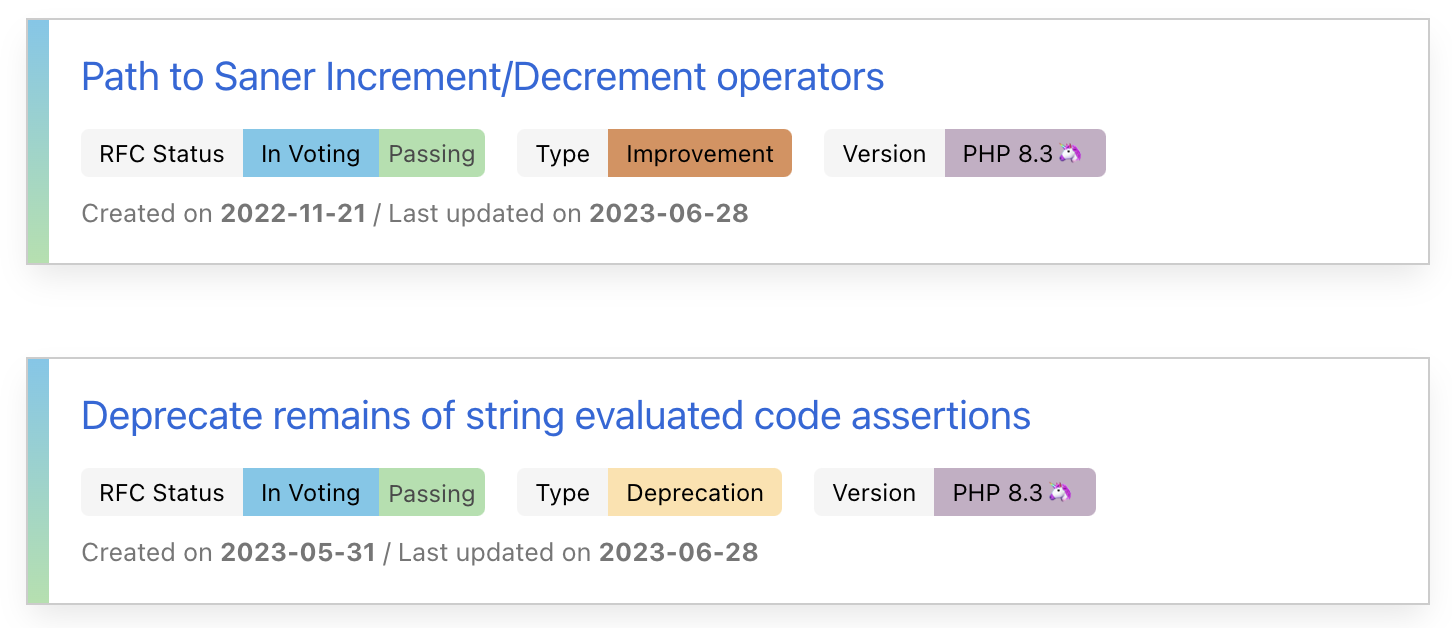 Path to Saner Increment/Decrement operators
RFC Status In Voting Passing Type Improvement Version PHP 8.3🦄
Created on 2022-11-21 / Last updated on 2023-06-28
Deprecate remains of string evaluated code assertions
RFC Status In Voting Passing Type Deprecation Version PHP 8.3🦄
Created on 2023-05-31 / Last updated on 2023-06-28